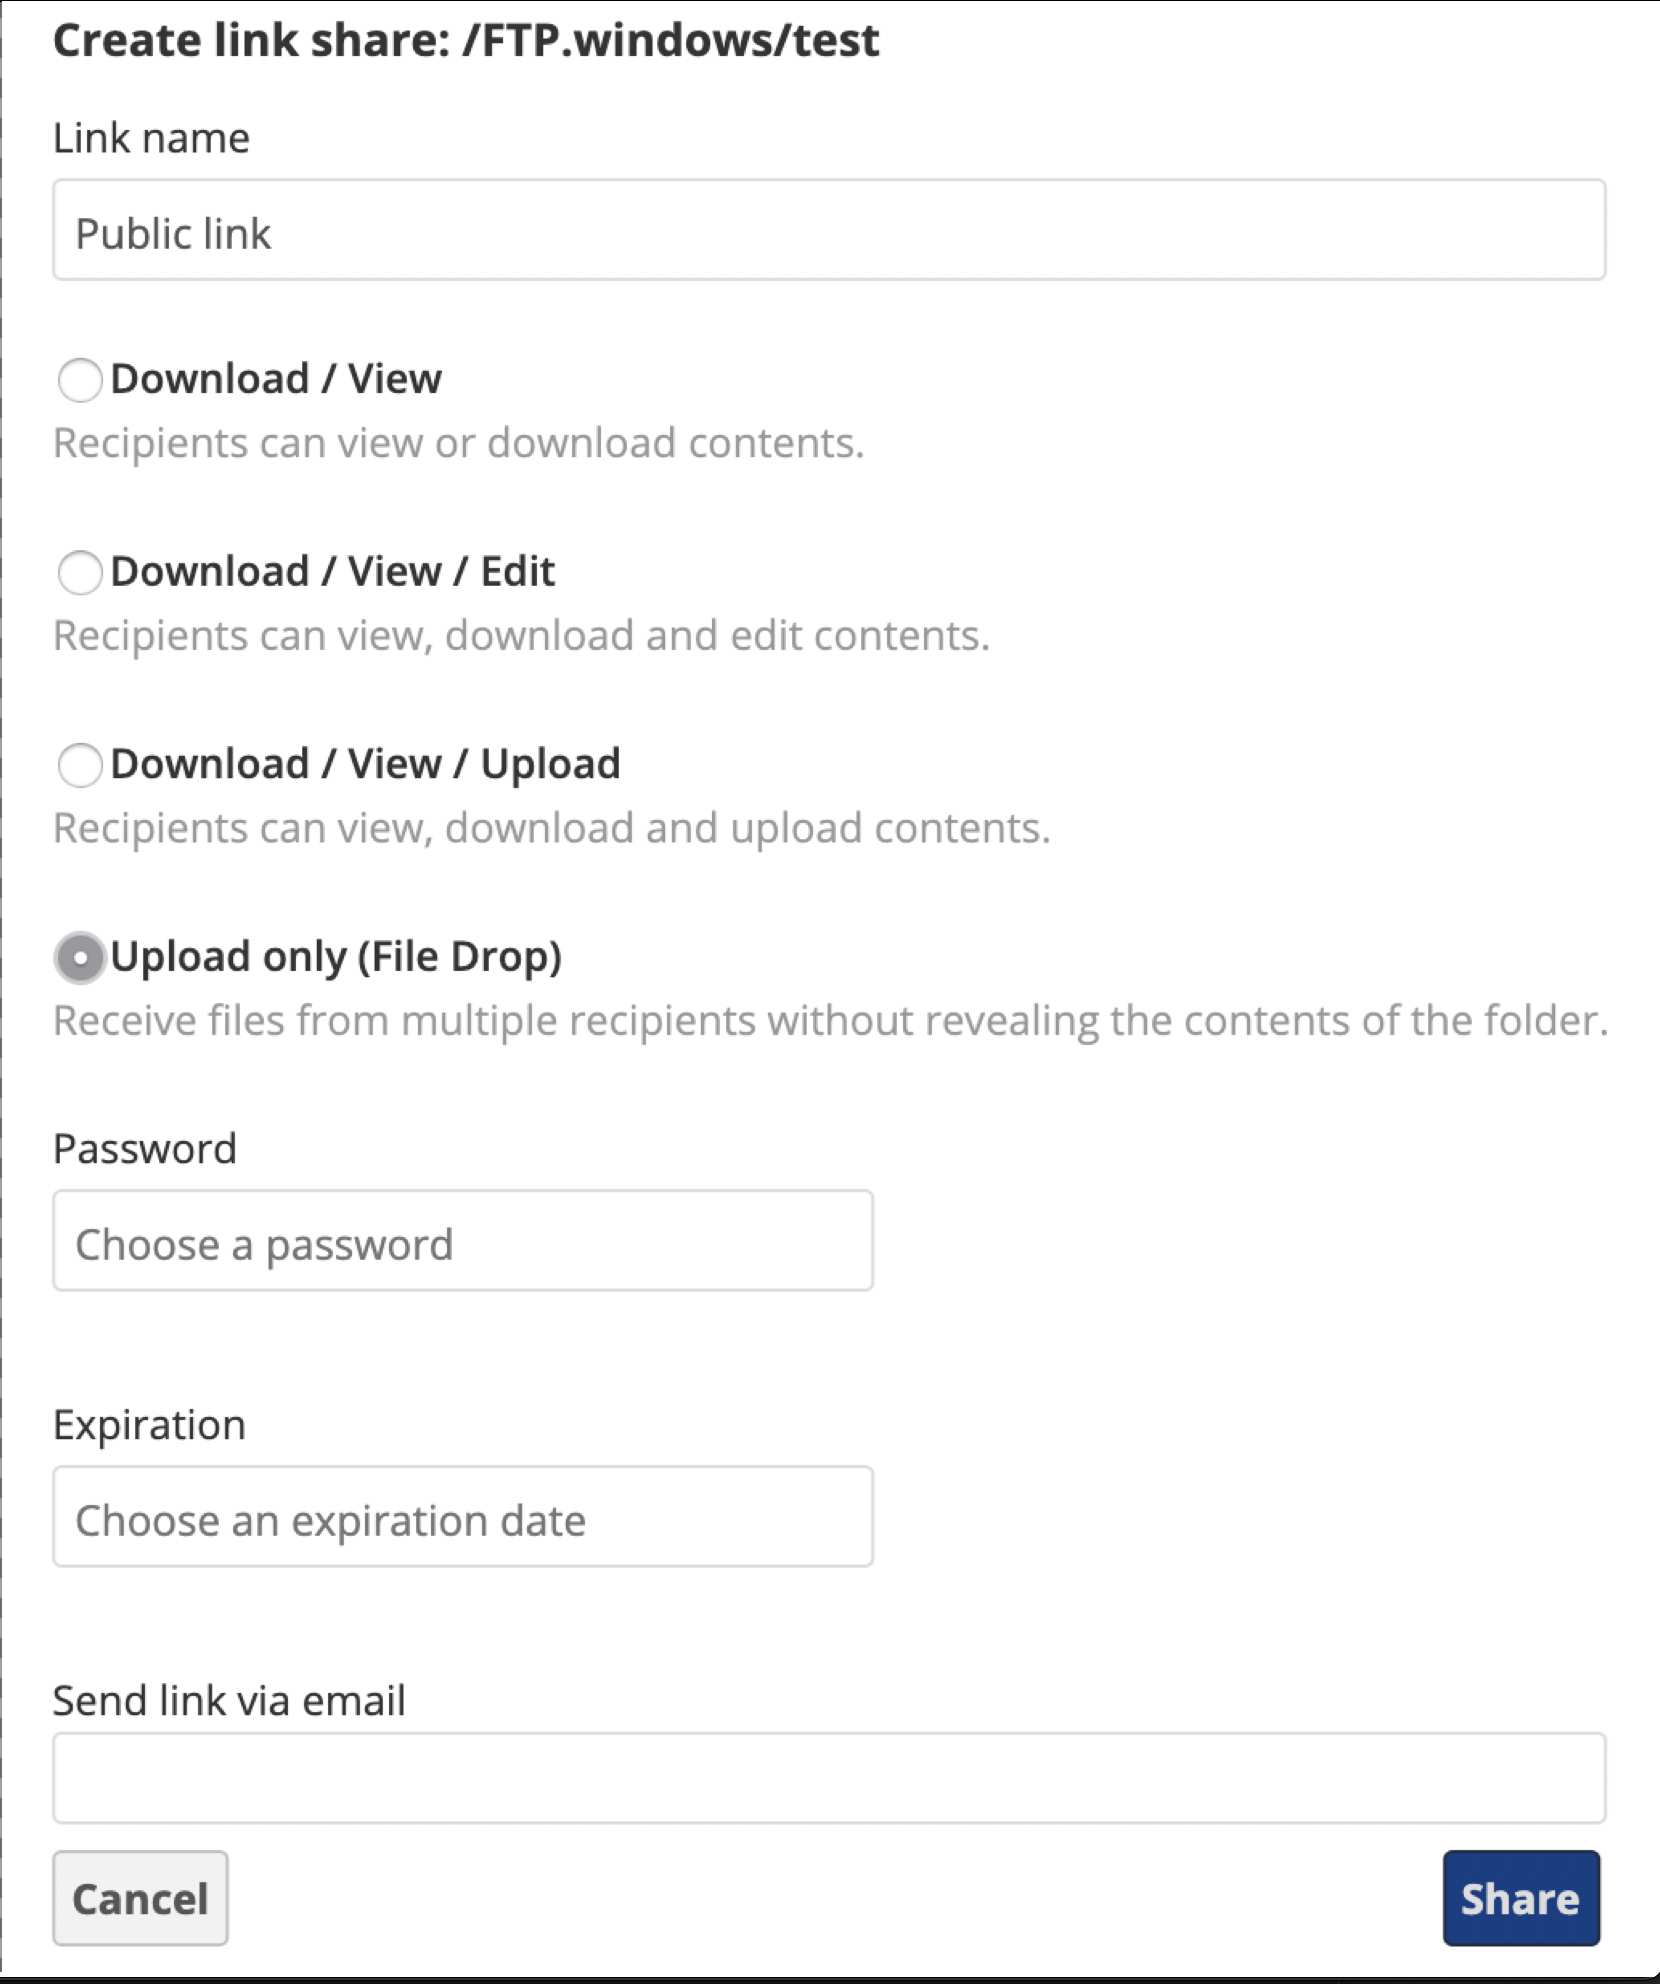 Create link share: /FTP.windows/test
Link name
Public link
Download / View
Recipients can view or download contents.
Download / View / Edit
Recipients can view, download and edit contents.
Download / View / Upload
Recipients can view, download and upload contents.
Upload only (File Drop)
Receive files from multiple recipients without revealing the contents of the folder.
Password
Choose a password
Expiration
Choose an expiration date
Send link via email
Cancel
Share